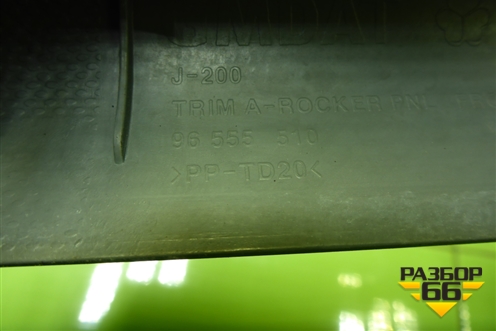 J-200
TRIM A-ROCKER PNL
96 555 510
>PP-TD20<
РАЗБОР
66